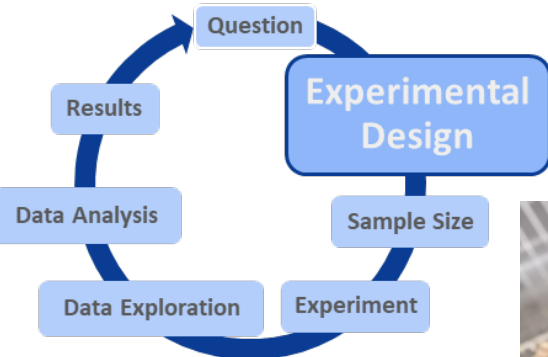 Question
Experimental
Design
Sample Size
Experiment
Data Exploration
Data Analysis
Results